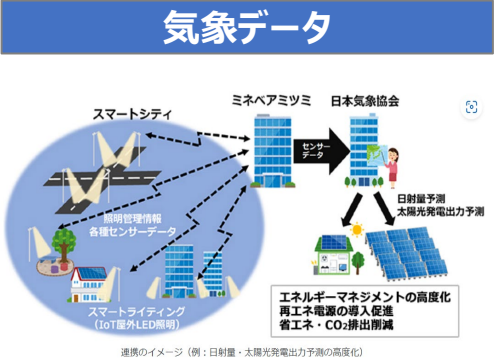 気象データ
スマートシティ
ミネベアミツミ
日本気象協会
センサー
データ
照明管理情報
各種センサーデータ
スマートライティング
（IoT屋外LED照明）
日射量予測
太陽光発電出力予測
エネルギーマネジメントの高度化
再エネ電源の導入促進
省エネ・CO₂排出削減
連携のイメージ（例：日射量・太陽光発電出力予測の高度化）